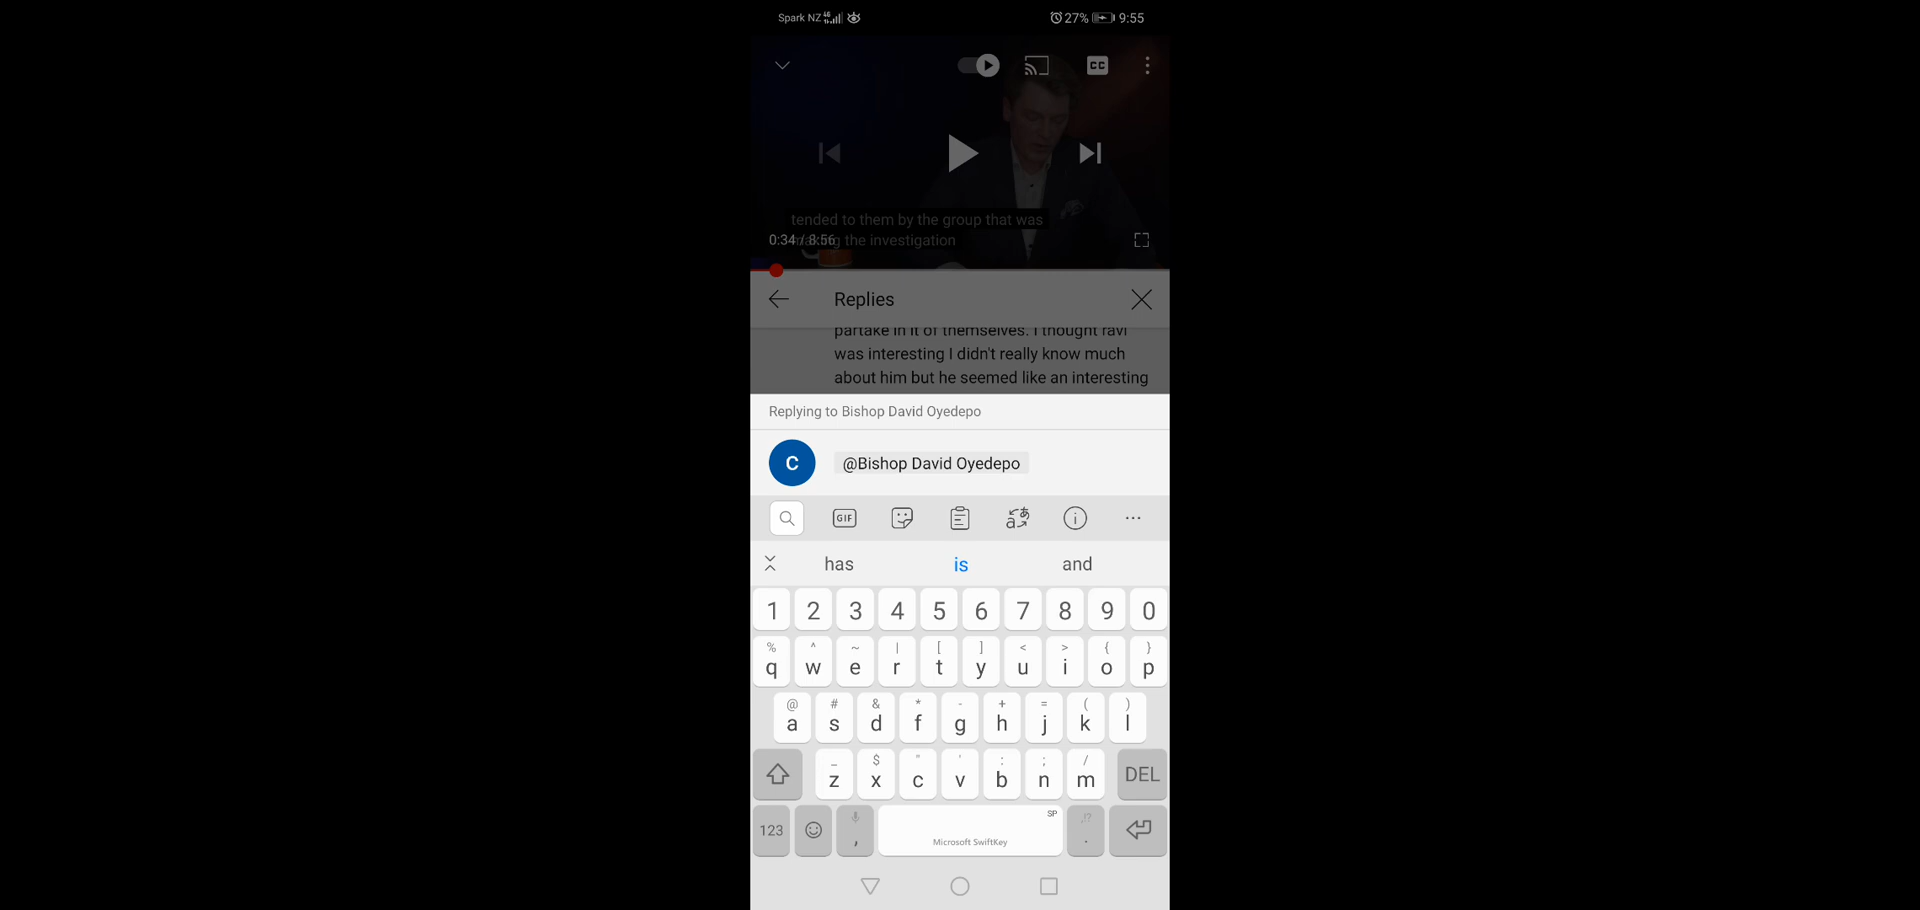 Spark NZ 4G 27% 9:55
CC
tended to them by the group that was
0:34 / 8:56
the investigation
Replies
partake in it of themselves. I thought ravi
was interesting I didn't really know much
about him but he seemed like an interesting
Replying to Bishop David Oyedepo
C @Bishop David Oyedepo
GIF
has is and
1 2 3 4 5 6 7 8 9 0
% ^ ~ | [ ] < > { }
q w e r t y u i o p
@ # & * - + = ( )
a s d f g h j k l
_ $ " ' : ; /
z x c v b n m DEL
SP
,!?
123 , Microsoft SwiftKey .